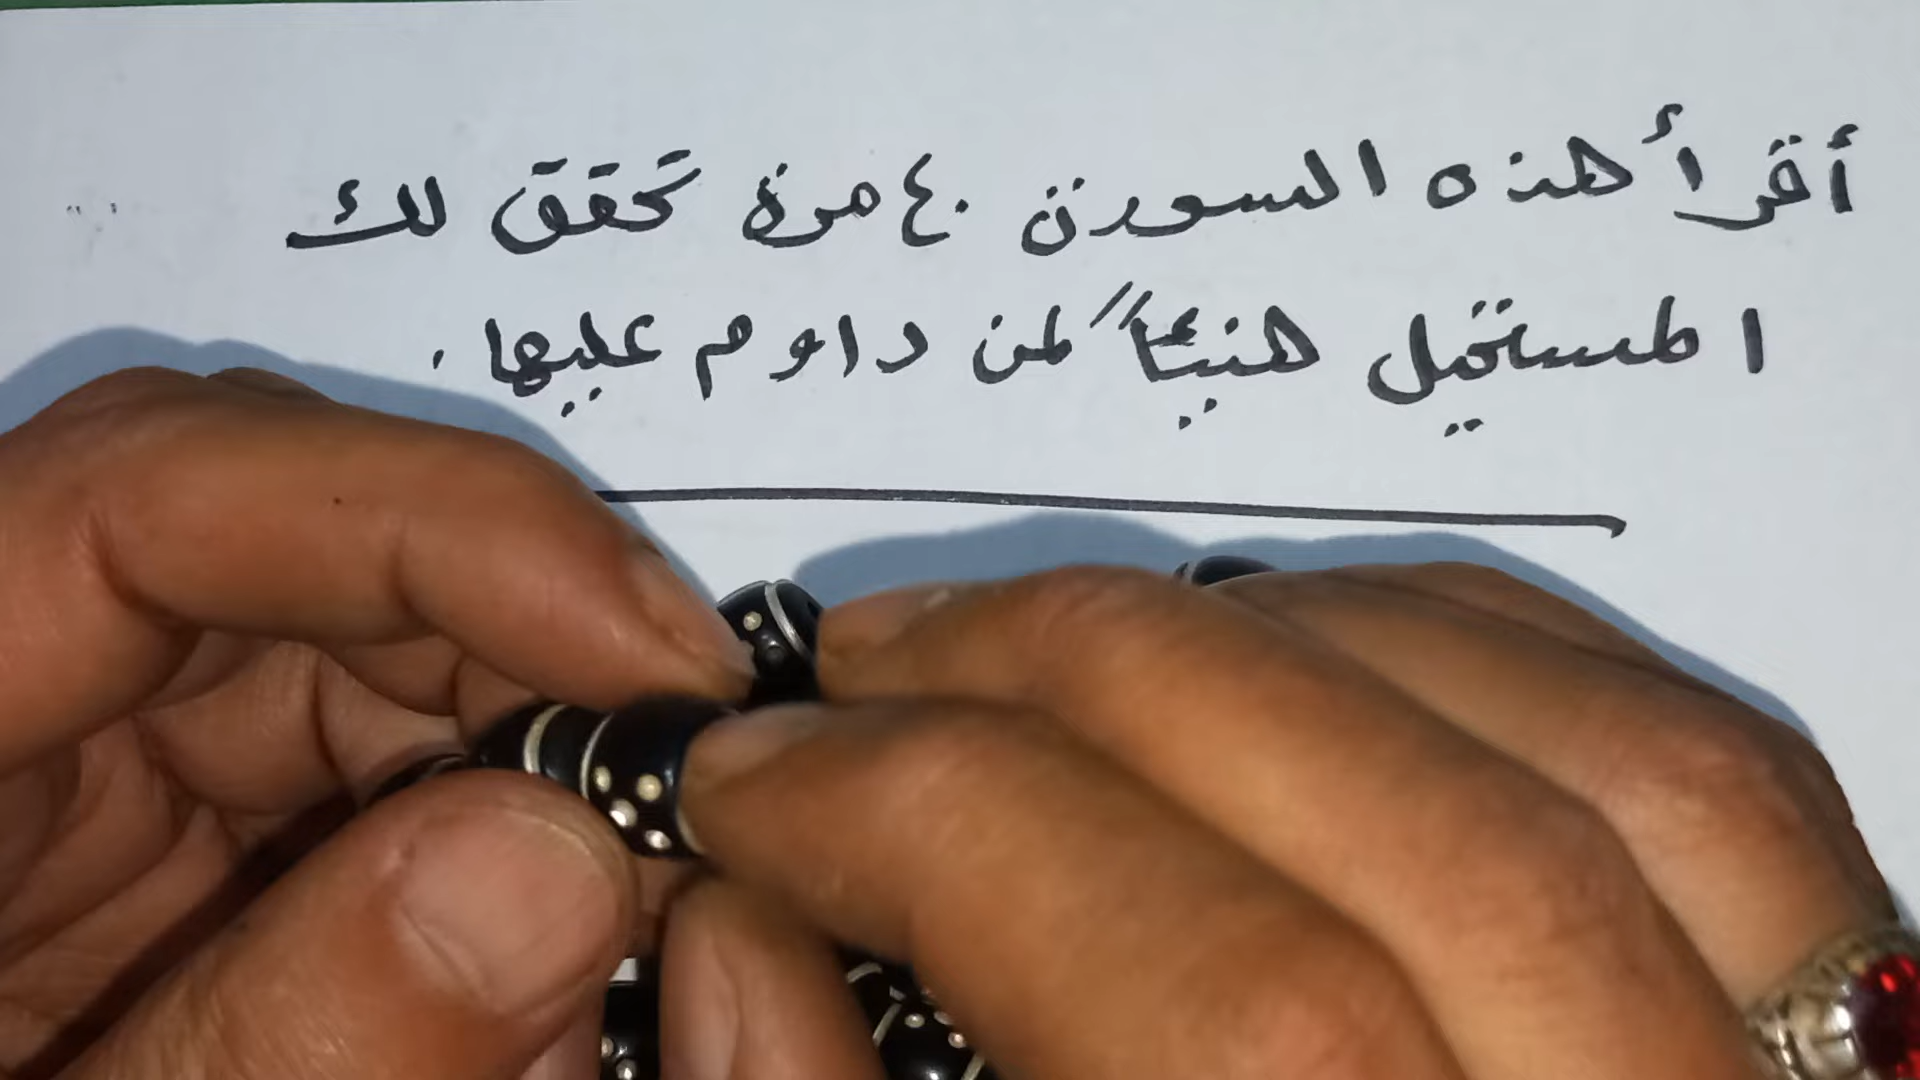 أقرأ هذه السورة ٤٠ مرة تحقق لك
المستحيل هنيئاً لمن داوم عليها .